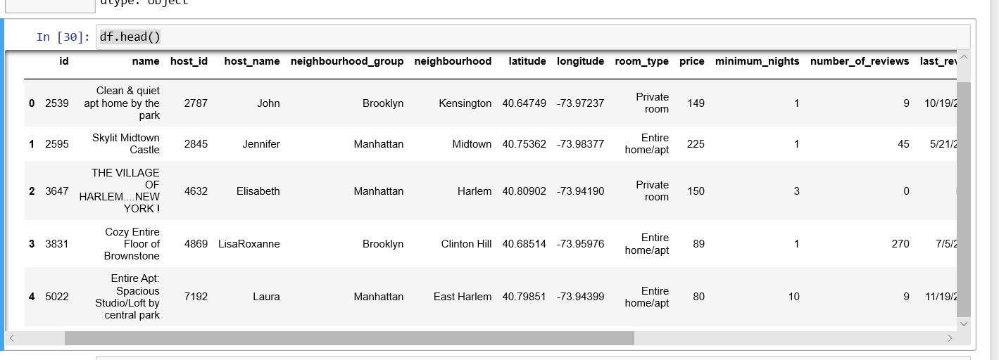 dtype: object
In [30]: df.head()
id name host_id host_name neighbourhood_group neighbourhood latitude longitude room_type price minimum_nights number_of_reviews
0 2539 Clean & quiet apt home by the park 2787 John Brooklyn Kensington 40.64749 -73.97237 Private room 149 1 9 10/19/2
1 2595 Skylit Midtown Castle 2845 Jennifer Manhattan Midtown 40.75362 -73.98377 Entire home/apt 225 1 45 5/21/2
2 3647 THE VILLAGE OF HARLEM....NEW YORK ! 4632 Elisabeth Manhattan Harlem 40.80902 -73.94190 Private room 150 3 0
3 3831 Cozy Entire Floor of Brownstone 4869 LisaRoxanne Brooklyn Clinton Hill 40.68514 -73.95976 Entire home/apt 89 1 270 7/5/2
4 5022 Entire Apt: Spacious Studio/Loft by central park 7192 Laura Manhattan East Harlem 40.79851 -73.94399 Entire home/apt 80 10 9 11/19/2